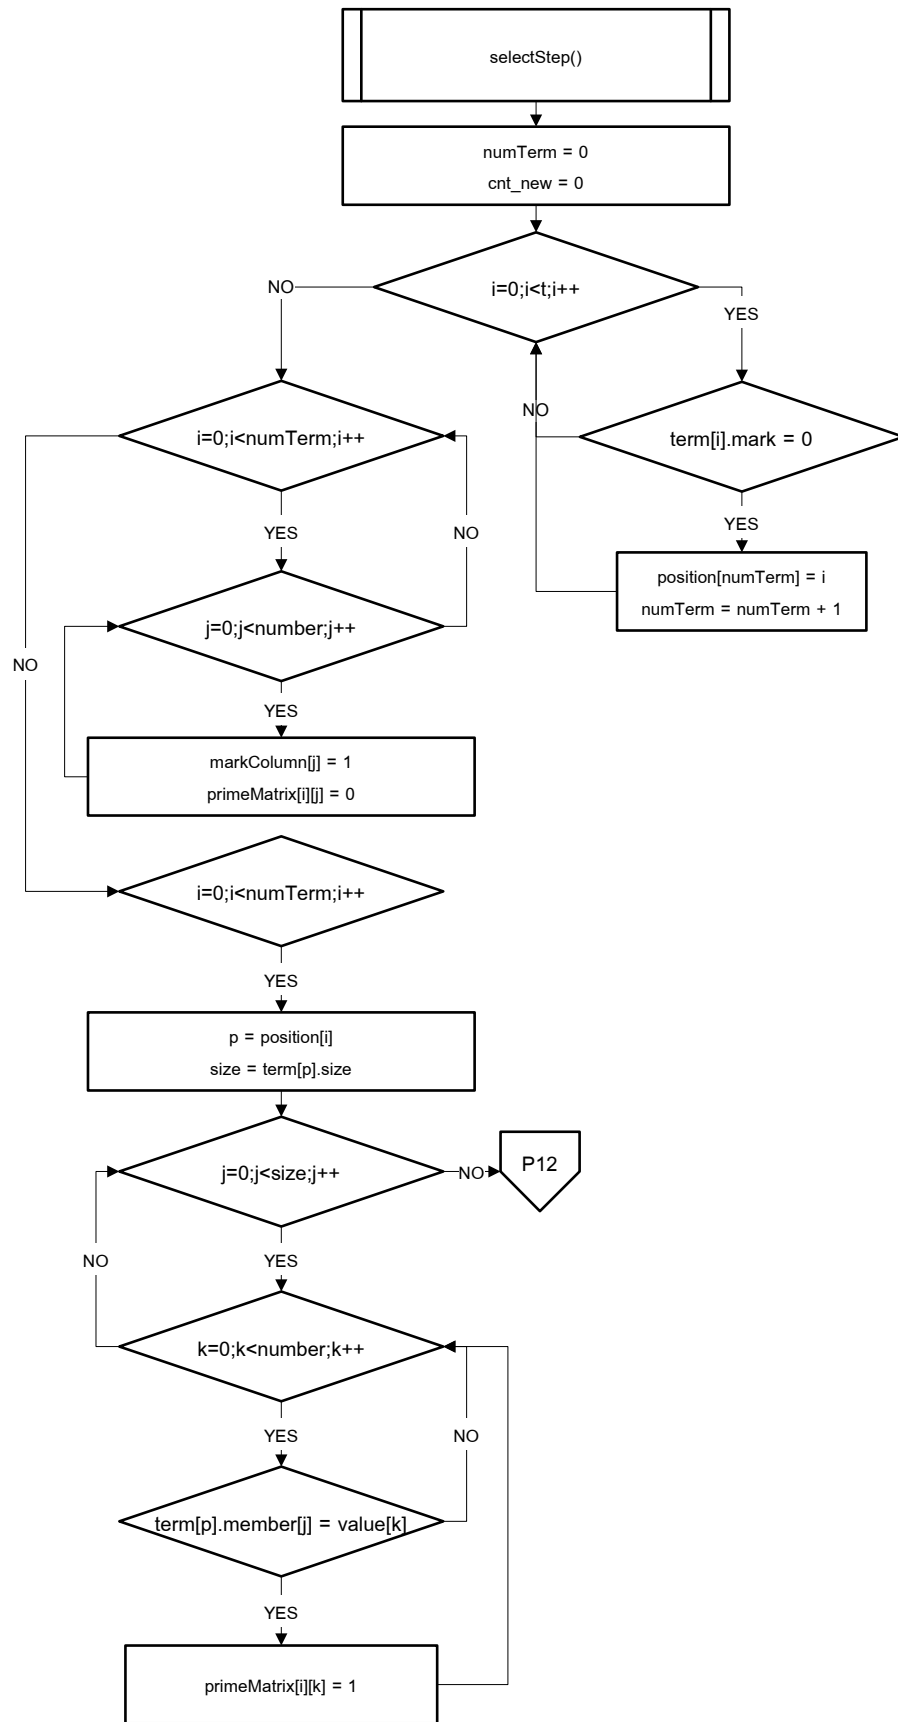 selectStep()
numTerm = 0
cnt_new = 0
i=0;i<t;i++
NO
YES
term[i].mark = 0
NO
YES
position[numTerm] = i
numTerm = numTerm + 1
i=0;i<numTerm;i++
YES
NO
j=0;j<number;j++
NO
YES
markColumn[j] = 1
primeMatrix[i][j] = 0
i=0;i<numTerm;i++
YES
p = position[i]
size = term[p].size
j=0;j<size;j++
NO
P12
NO
YES
k=0;k<number;k++
YES
NO
term[p].member[j] = value[k]
YES
primeMatrix[i][k] = 1